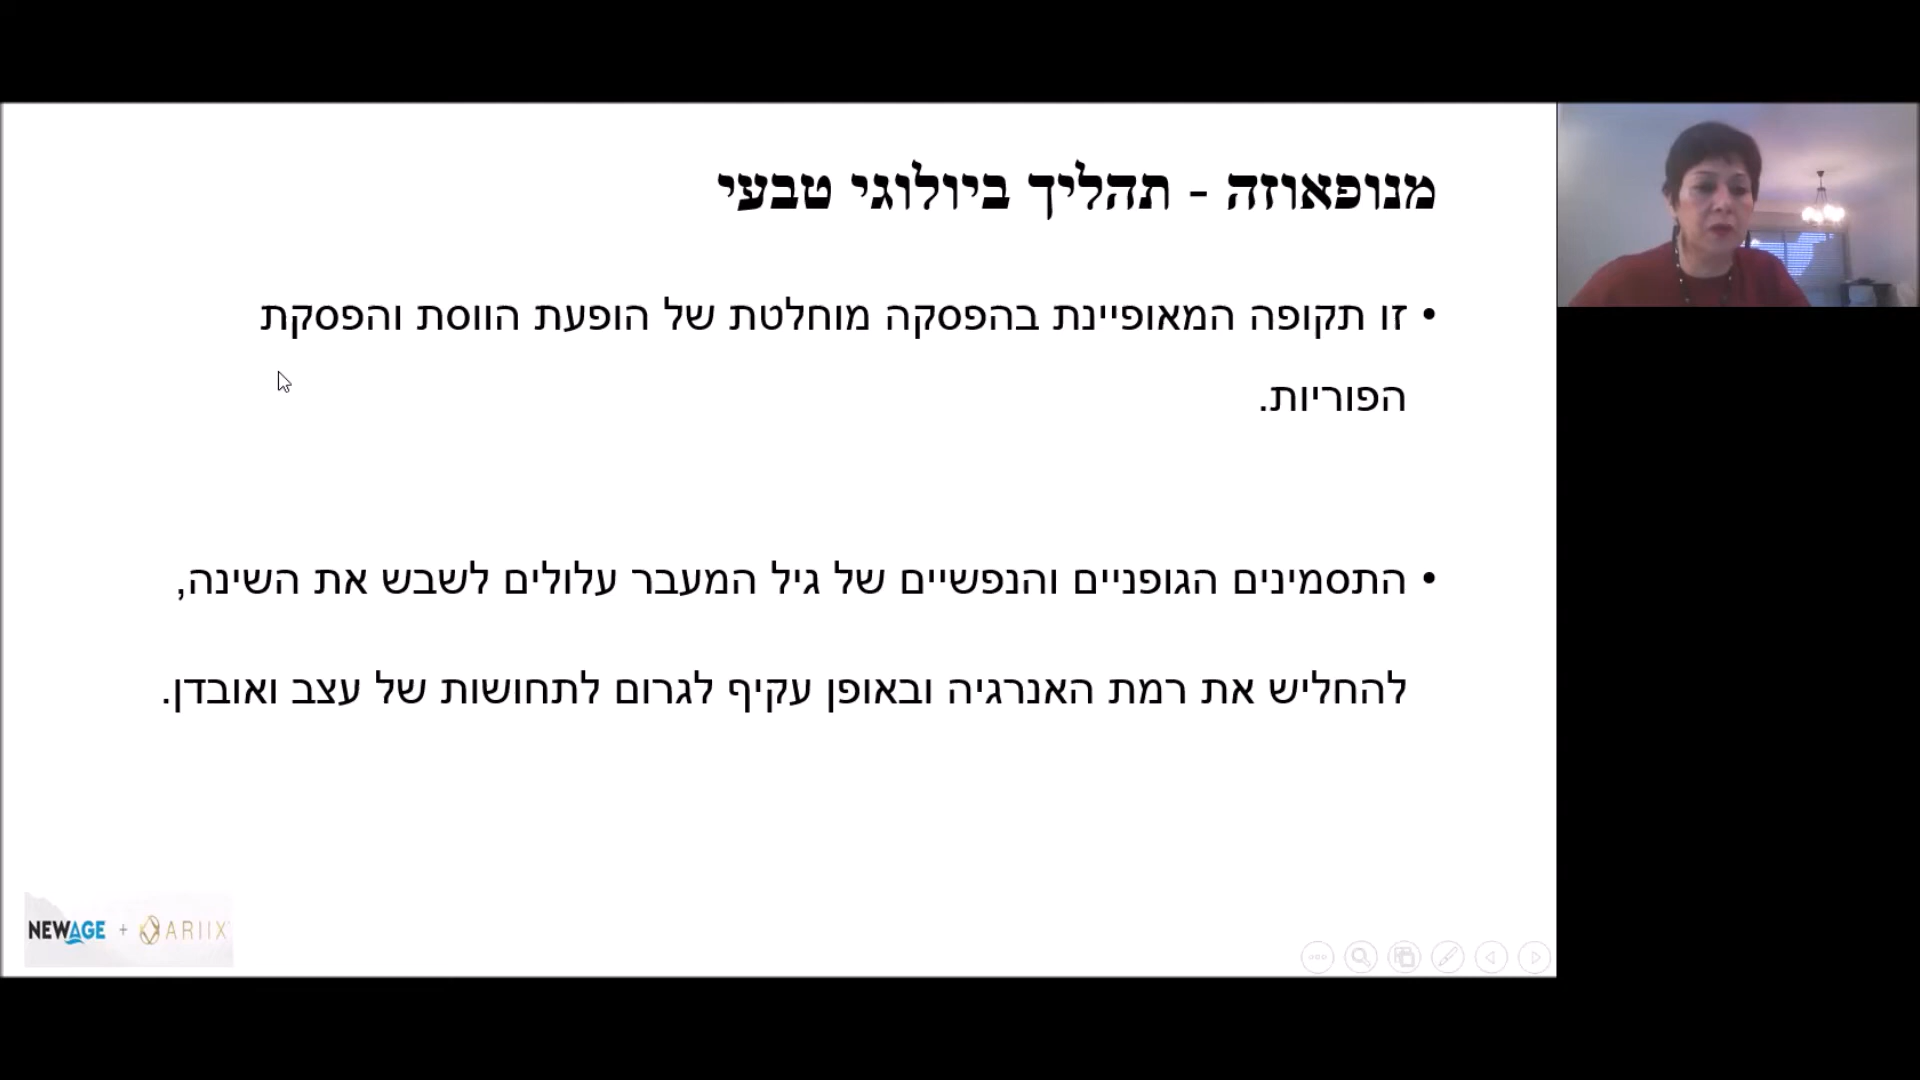 מנופאוזה - תהליך ביולוגי טבעי
• זו תקופה המאופיינת בהפסקה מוחלטת של הופעת הווסת והפסקת
הפוריות.
• התסמינים הגופניים והנפשיים של גיל המעבר עלולים לשבש את השינה,
להחליש את רמת האנרגיה ובאופן עקיף לגרום לתחושות של עצב ואובדן.
NEWAGE + ARIIX